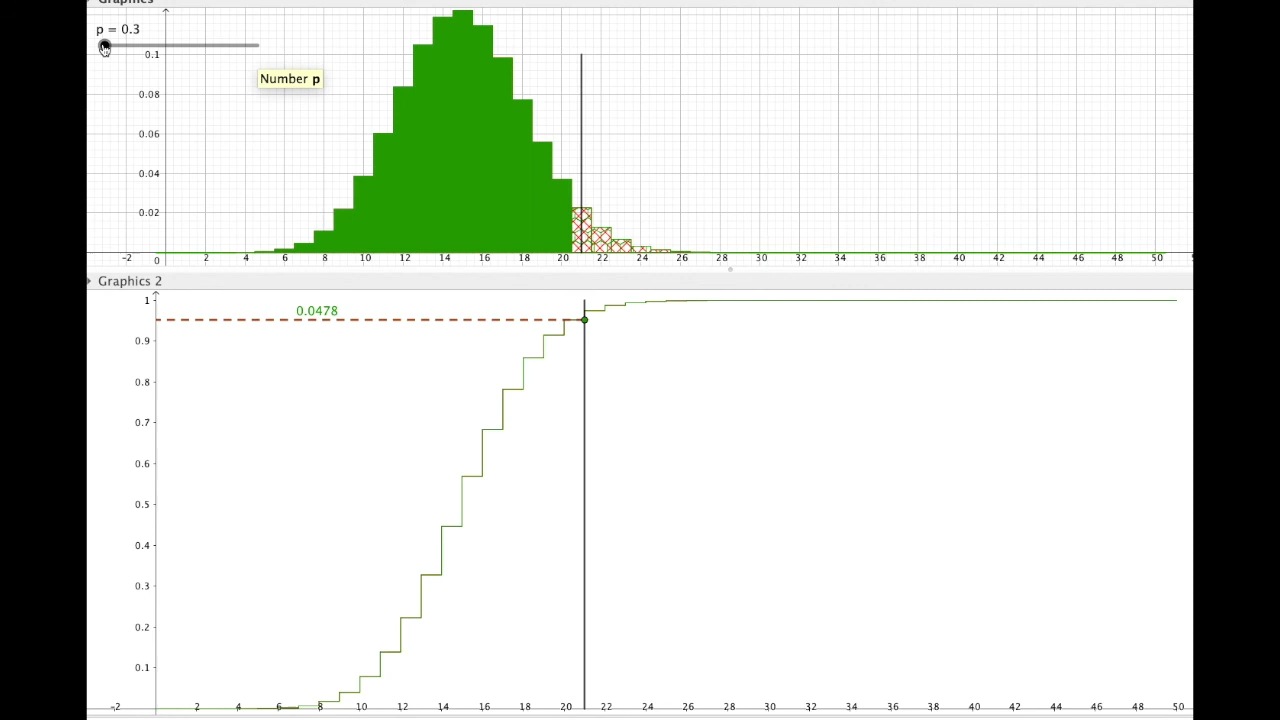 Graphics
p = 0.3
Number p
0.1
0.08
0.06
0.04
0.02
0
-2 2 4 6 8 10 12 14 16 18 20 22 24 26 28 30 32 34 36 38 40 42 44 46 48 50
Graphics 2
1
0.0478
0.9
0.8
0.7
0.6
0.5
0.4
0.3
0.2
0.1
-2 2 4 6 8 10 12 14 16 18 20 22 24 26 28 30 32 34 36 38 40 42 44 46 48 50